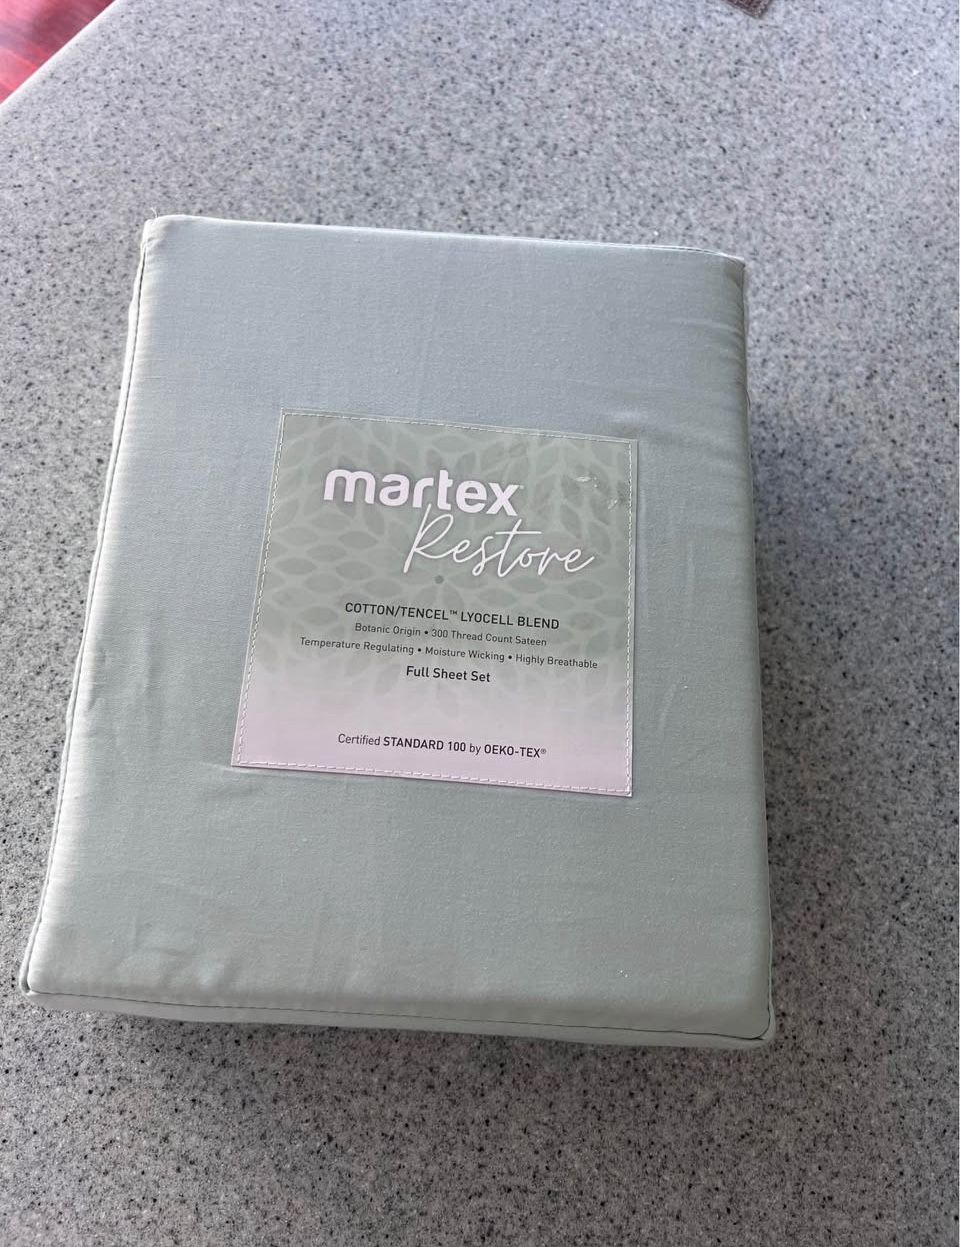 martex
Restore
COTTON/TENCEL™ LYOCELL BLEND
Botanic Origin • 300 Thread Count Sateen
Temperature Regulating • Moisture Wicking • Highly Breathable
Full Sheet Set
Certified STANDARD 100 by OEKO-TEX®